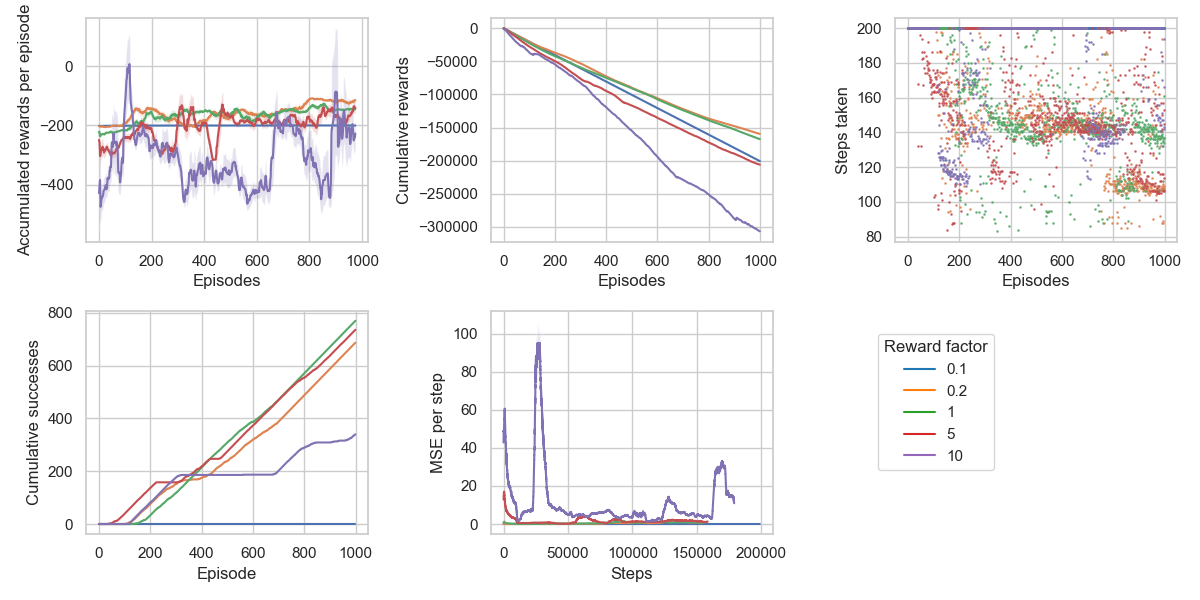 Accumulated rewards per episode
0
−200
−400
0 200 400 600 800 1000
Episodes
Cumulative rewards
0
−50000
−100000
−150000
−200000
−250000
−300000
0 200 400 600 800 1000
Episodes
Steps taken
200
180
160
140
120
100
80
0 200 400 600 800 1000
Episodes
Cumulative successes
800
600
400
200
0
0 200 400 600 800 1000
Episode
MSE per step
100
80
60
40
20
0
0 50000 100000 150000 200000
Steps
Reward factor
0.1
0.2
1
5
10